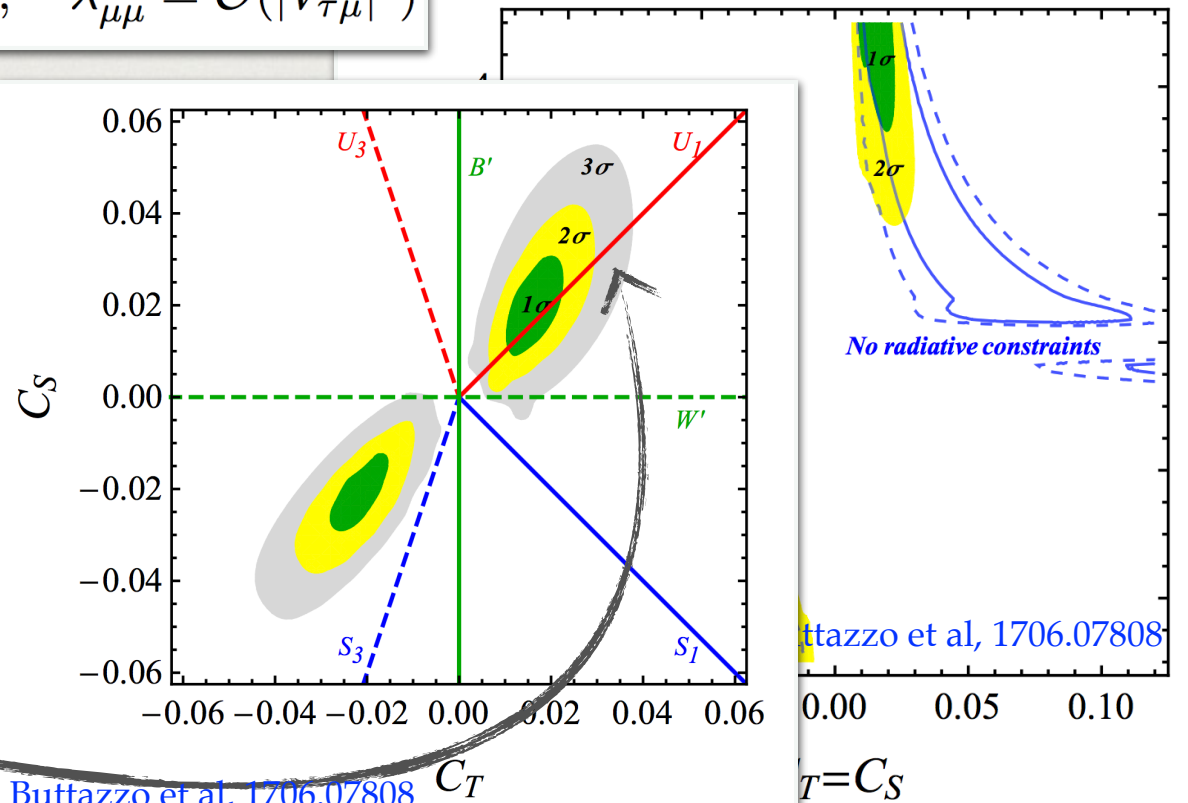 λ_μμ = O(|V_τμ|
0.06
0.04
0.02
0.00
−0.02
−0.04
−0.06
C_S
U_3
B'
U_1
3σ
2σ
1σ
W'
S_3
S_1
−0.06 −0.04 −0.02 0.00 0.02 0.04 0.06
C_T
Buttazzo et al, 1706.07808
1σ
2σ
No radiative constraints
ttazzo et al, 1706.07808
0.00 0.05 0.10
T=C_S